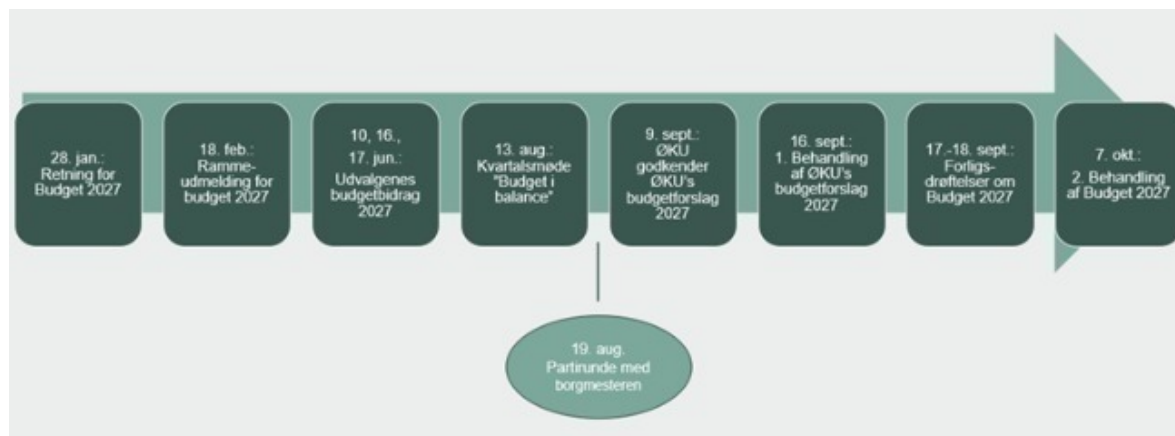 28. jan.:
Retning for
Budget 2027
18. feb.:
Ramme-
udmelding for
budget 2027
10, 16.,
17. jun.:
Udvalgenes
budgetbidrag
2027
13. aug.:
Kvartalsmøde
"Budget i
balance"
9. sept.:
ØKU
godkender
ØKU's
budgetforslag
2027
16. sept.:
1. Behandling
af ØKU's
budgetforslag
2027
17.-18. sept.:
Forligs-
drøftelser om
Budget 2027
7. okt.:
2. Behandling
af Budget 2027
19. aug.
Partirunde med
borgmesteren